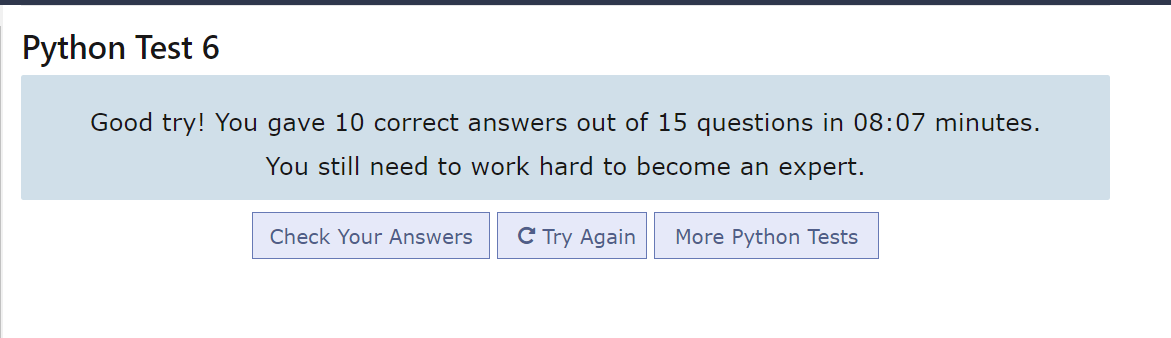 Python Test 6
Good try! You gave 10 correct answers out of 15 questions in 08:07 minutes.
You still need to work hard to become an expert.
Check Your Answers
Try Again
More Python Tests